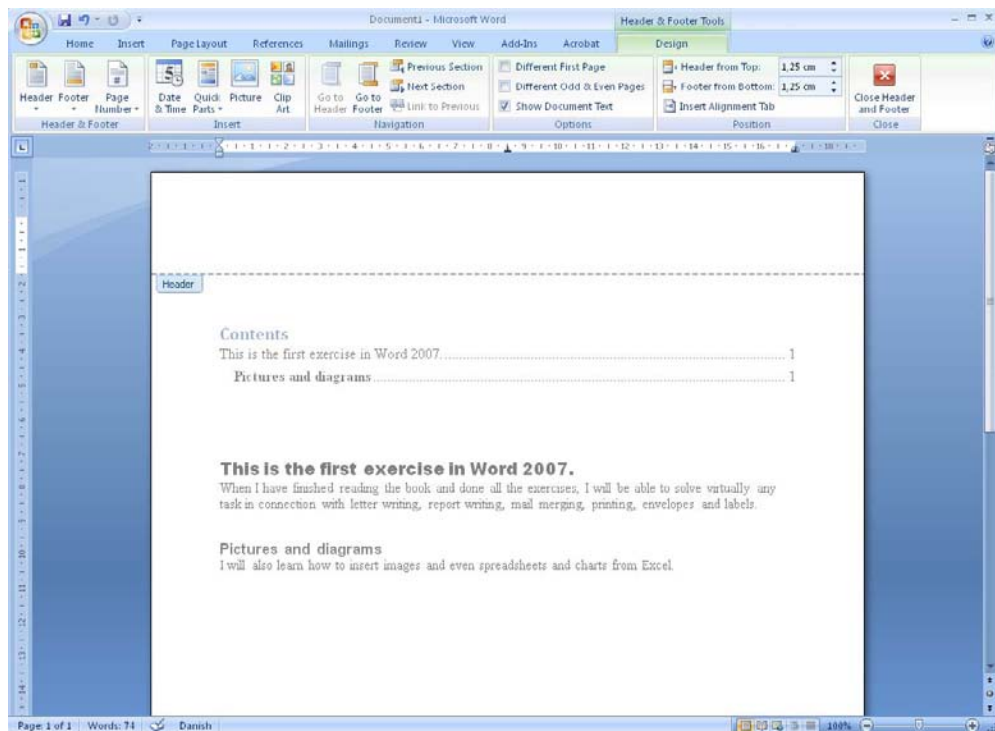 Document1 - Microsoft Word
Header & Footer Tools
Home Insert Page Layout References Mailings Review View Add-Ins Acrobat Design
Header Footer Page Number
Date & Time Quick Parts Picture Clip Art
Go to Header Go to Footer
Previous Section
Next Section
Link to Previous
Different First Page
Different Odd & Even Pages
Show Document Text
Header from Top: 1,25 cm
Footer from Bottom: 1,25 cm
Insert Alignment Tab
Close Header and Footer
Header & Footer Insert Navigation Options Position Close
Header
Contents
This is the first exercise in Word 2007. 1
Pictures and diagrams 1
This is the first exercise in Word 2007.
When I have finished reading the book and done all the exercises, I will be able to solve virtually any
task in connection with letter writing, report writing, mail merging, printing, envelopes and labels.
Pictures and diagrams
I will also learn how to insert images and even spreadsheets and charts from Excel.
Page: 1 of 1 Words: 74 Danish 100%